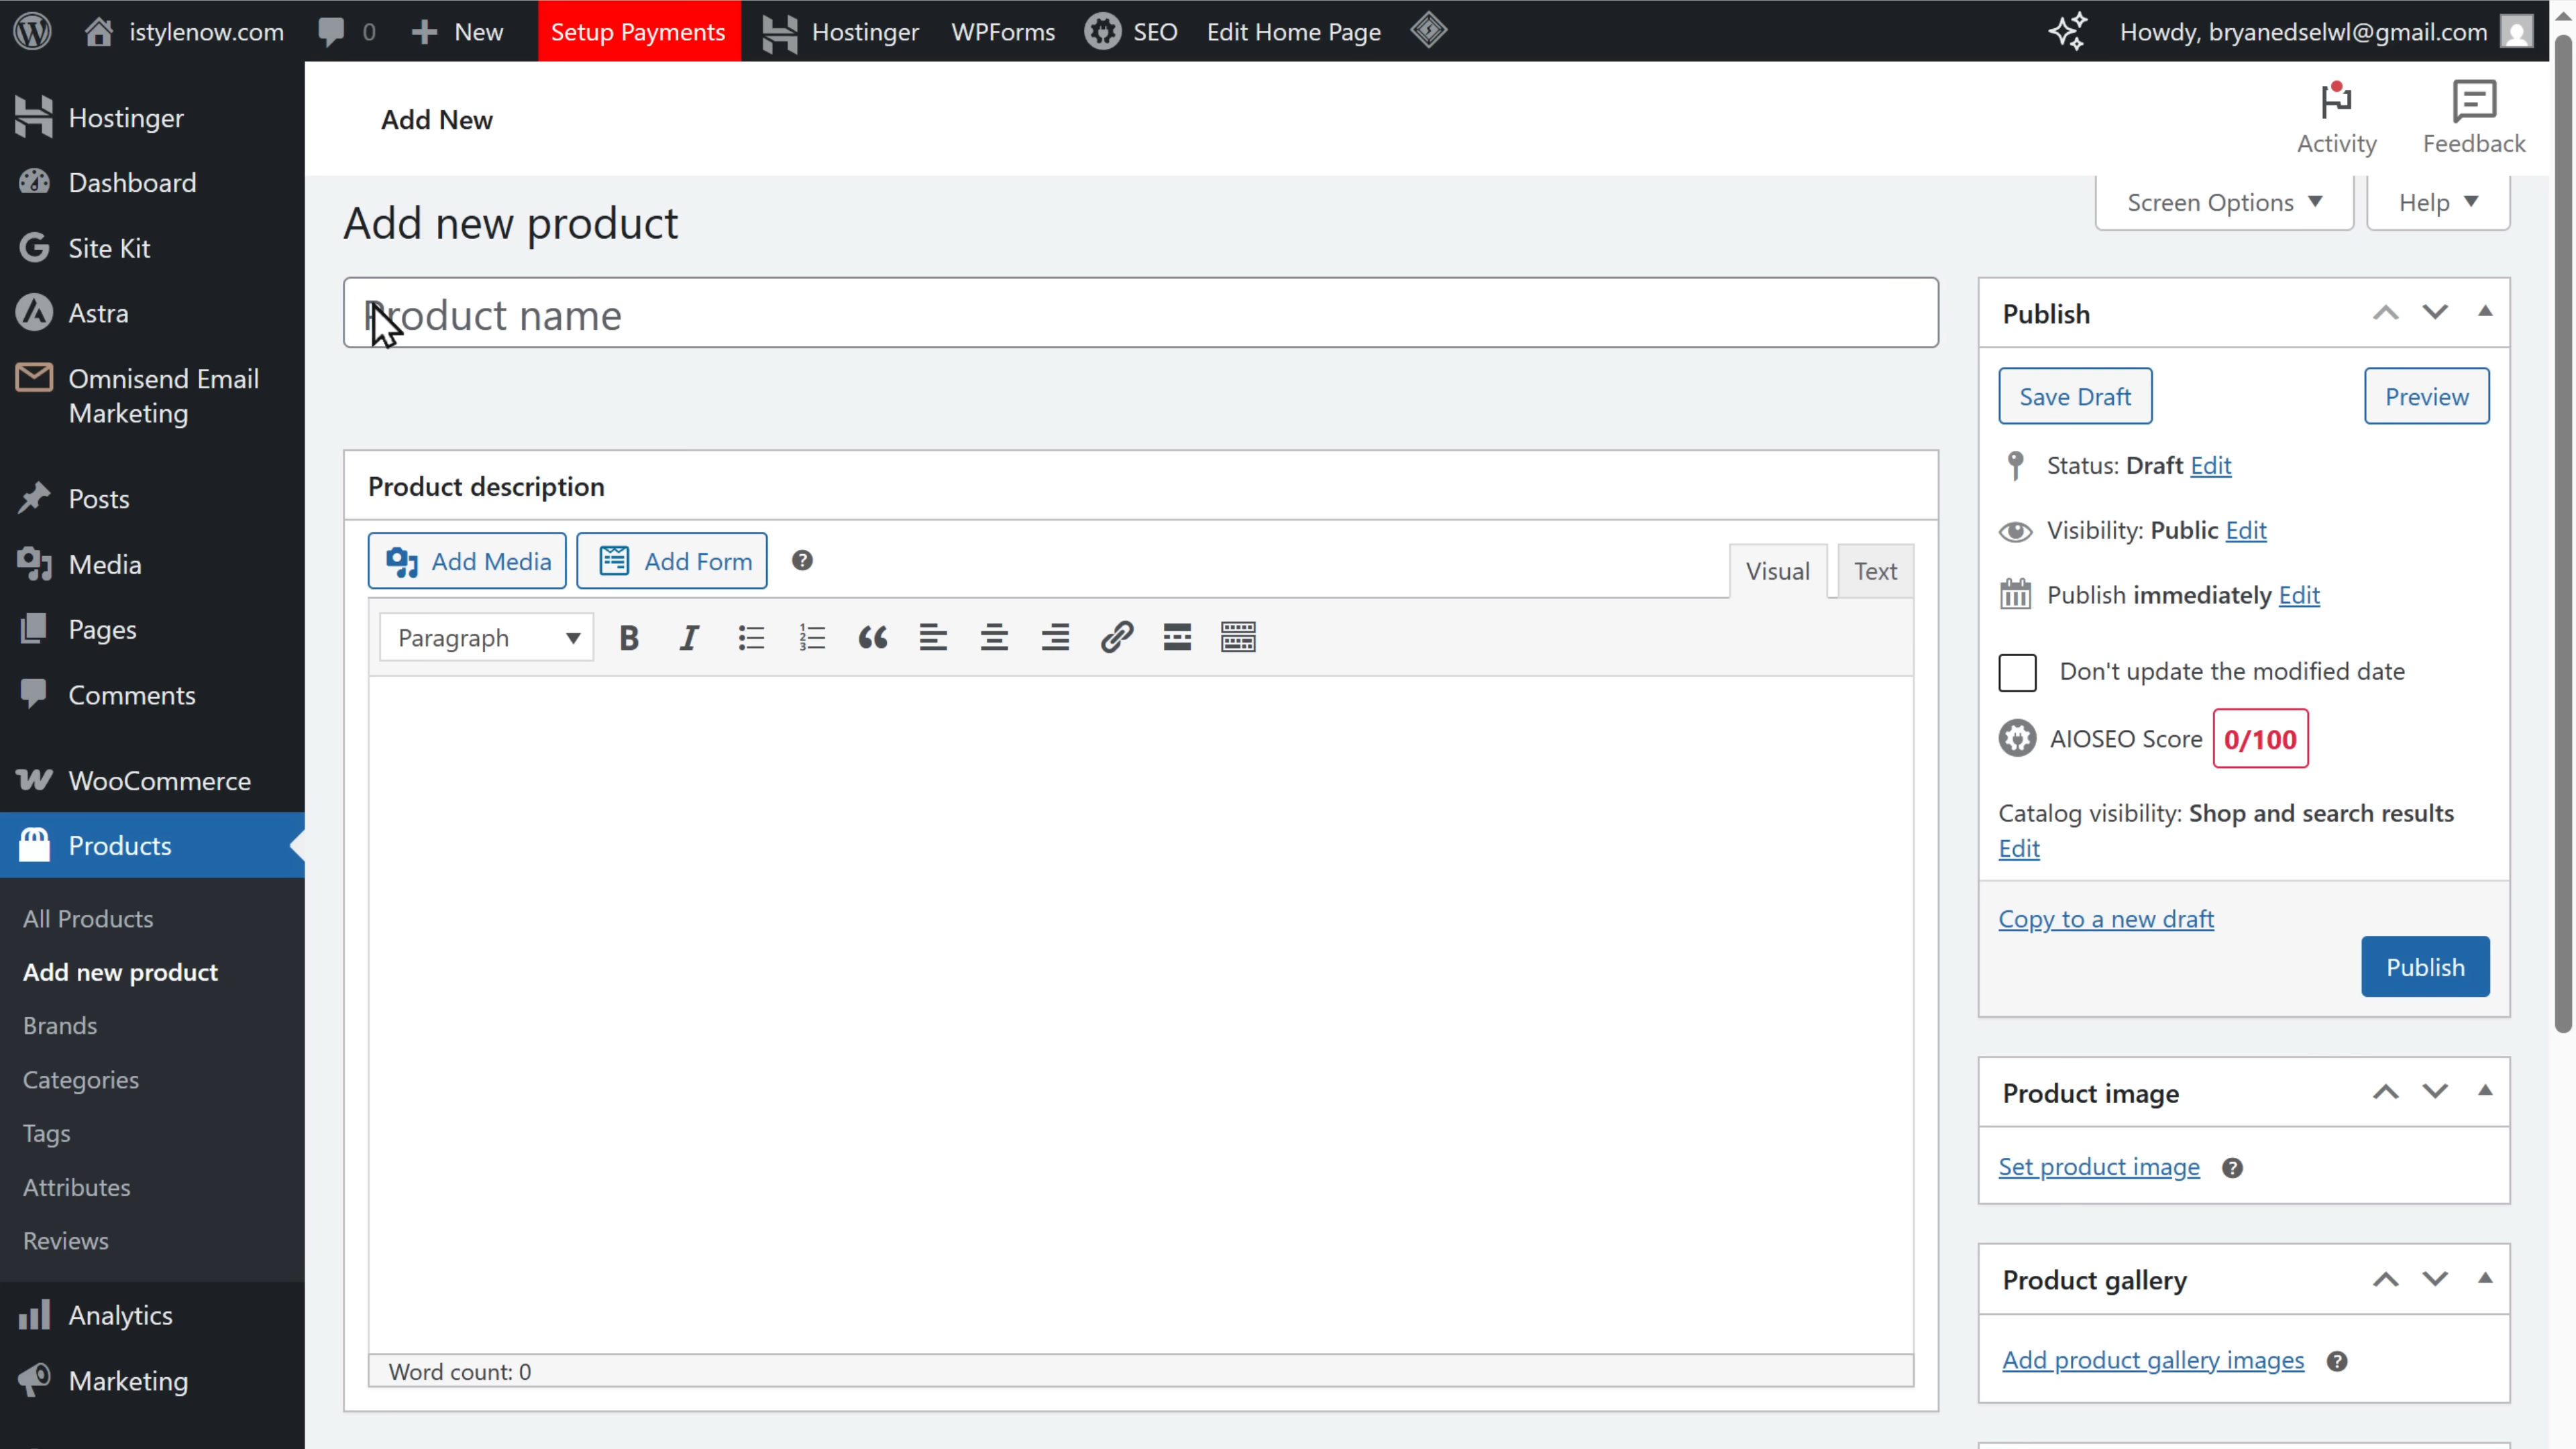 istylenow.com 0 New Setup Payments Hostinger WPForms SEO Edit Home Page Howdy, bryanedselwl@gmail.com
Hostinger
Dashboard
Site Kit
Astra
Omnisend Email
Marketing
Posts
Media
Pages
Comments
WooCommerce
Products
All Products
Add new product
Brands
Categories
Tags
Attributes
Reviews
Analytics
Marketing
Add New
Activity
Feedback
Add new product
Screen Options
Help
Product name
Product description
Add Media
Add Form
Visual
Text
Paragraph
Word count: 0
Publish
Save Draft
Preview
Status: Draft Edit
Visibility: Public Edit
Publish immediately Edit
Don't update the modified date
AIOSEO Score 0/100
Catalog visibility: Shop and search results
Edit
Copy to a new draft
Publish
Product image
Set product image
Product gallery
Add product gallery images